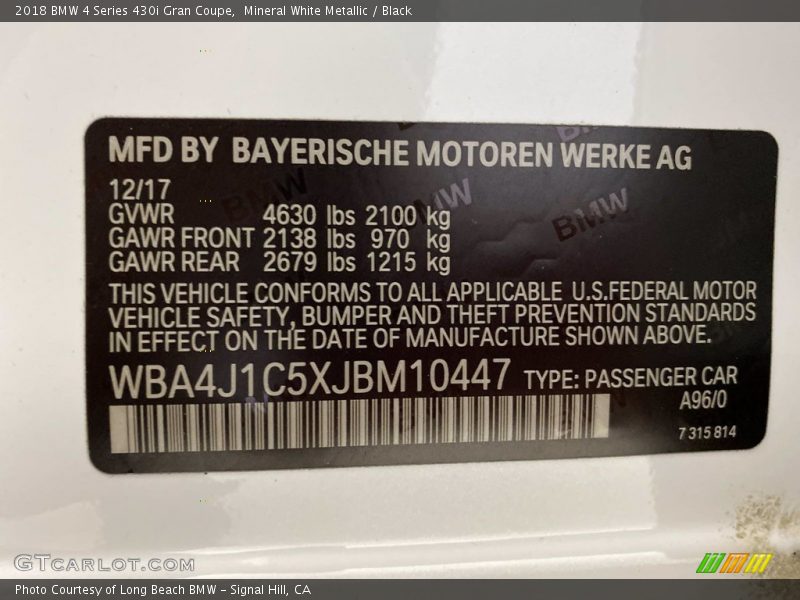 2018 BMW 4 Series 430i Gran Coupe,  Mineral White Metallic / Black
MFD BY BAYERISCHE MOTOREN WERKE AG
12/17
GVWR 4630 lbs 2100 kg
GAWR FRONT 2138 lbs 970 kg
GAWR REAR 2679 lbs 1215 kg
BMW
BMW
BMW
THIS VEHICLE CONFORMS TO ALL APPLICABLE U.S.FEDERAL MOTOR
VEHICLE SAFETY, BUMPER AND THEFT PREVENTION STANDARDS
IN EFFECT ON THE DATE OF MANUFACTURE SHOWN ABOVE.
WBA4J1C5XJBM10447 TYPE: PASSENGER CAR
A96/0
7 315 814
GTCARLOT.COM
Photo Courtesy of Long Beach BMW - Signal Hill, CA